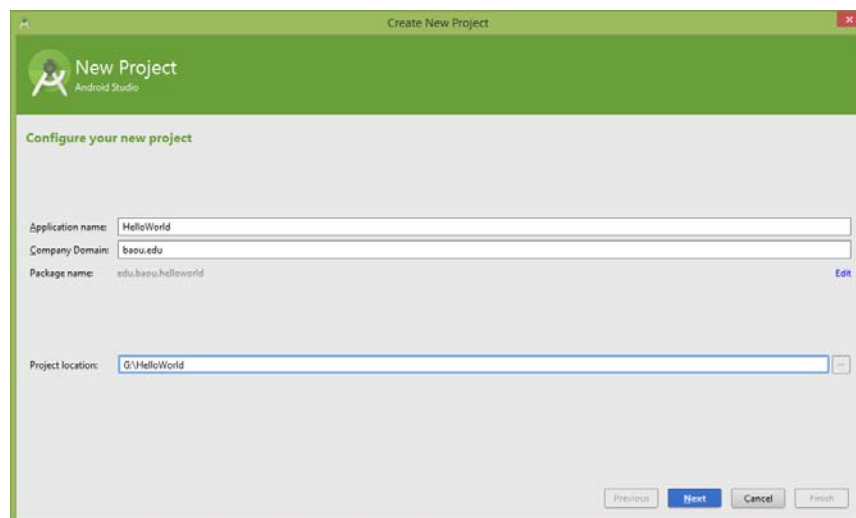 Create New Project
New Project
Android Studio
Configure your new project
Application name: HelloWorld
Company Domain: baou.edu
Package name: edu.baou.helloworld Edit
Project location: G:\HelloWorld ...
Previous Next Cancel Finish